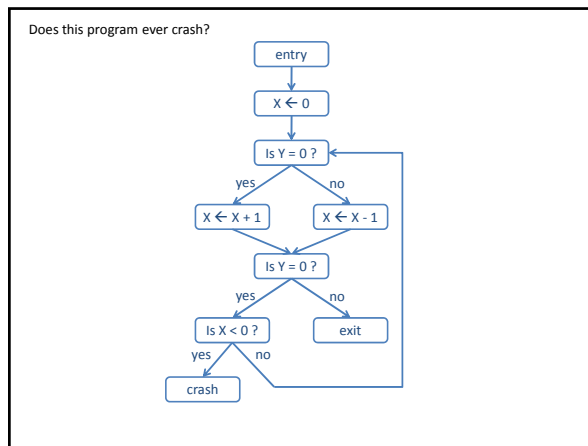 Does this program ever crash?
entry
X ← 0
Is Y = 0 ?
yes
no
X ← X + 1
X ← X - 1
Is Y = 0 ?
yes
no
Is X < 0 ?
exit
yes
no
crash